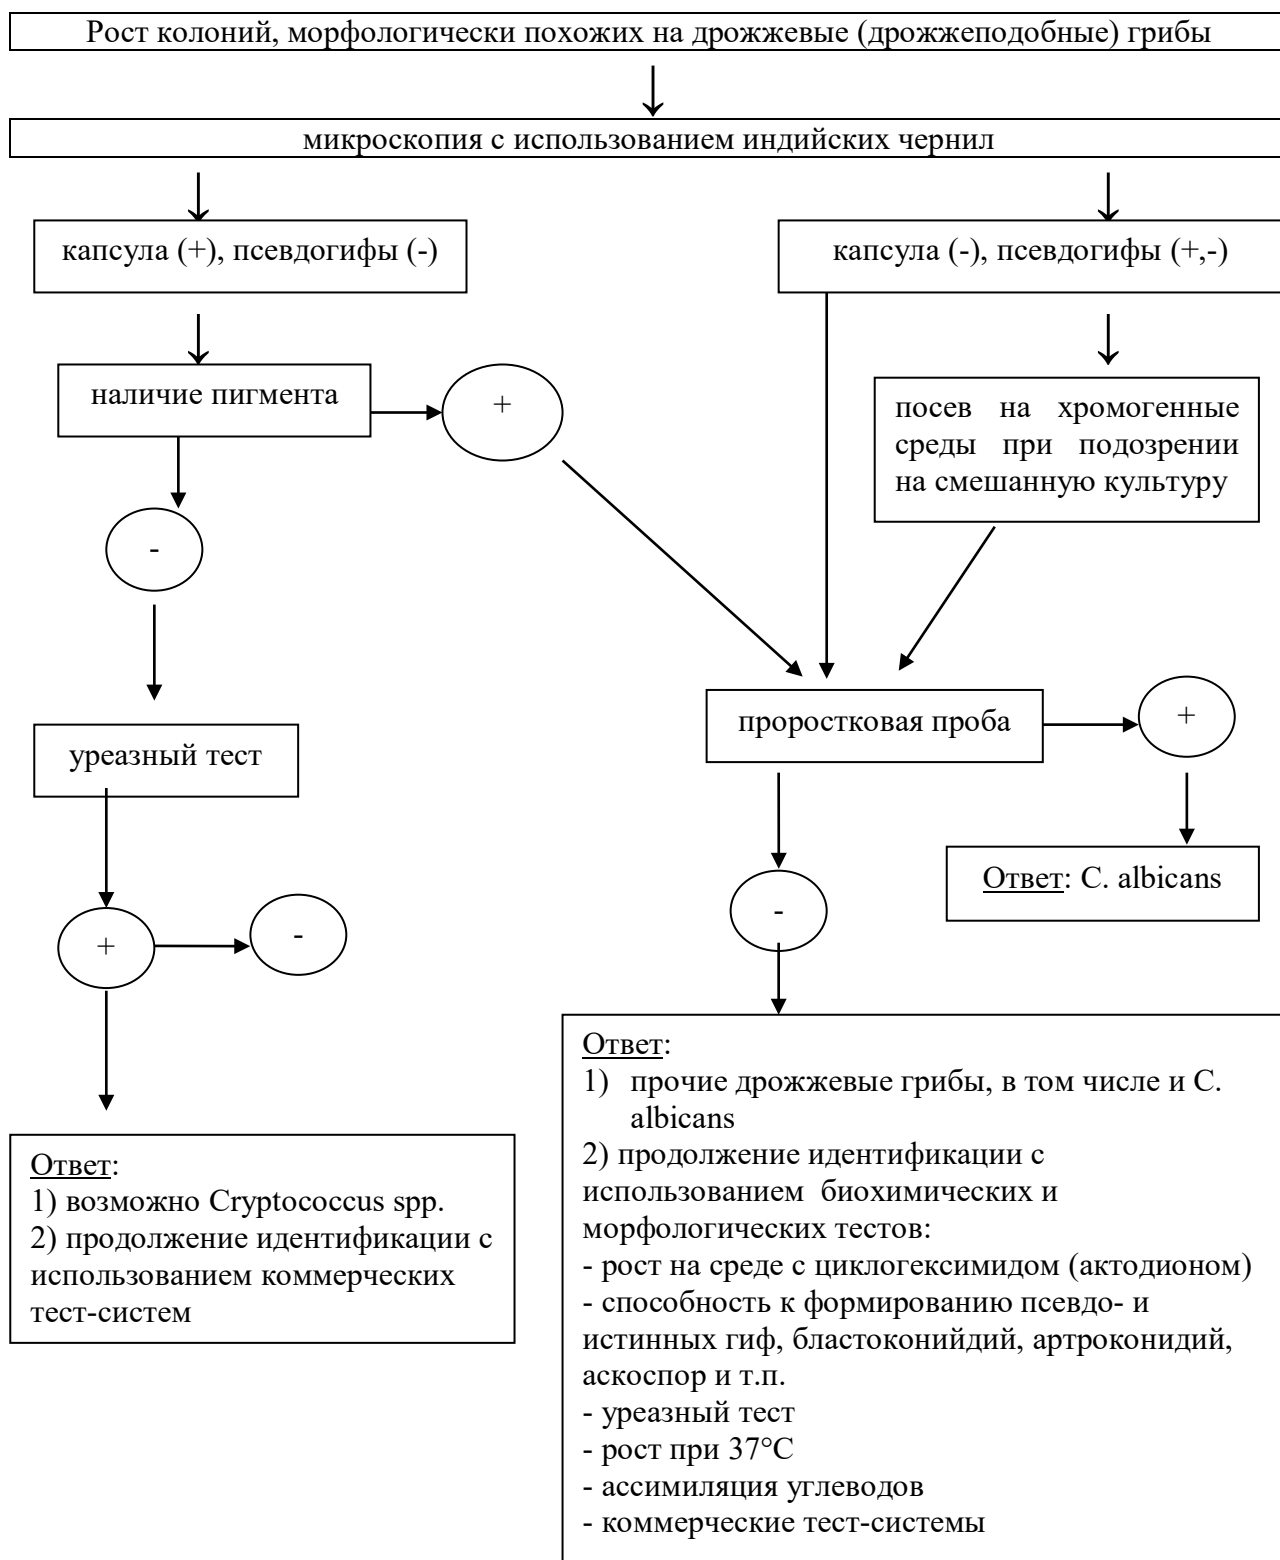 Рост колоний, морфологически похожих на дрожжевые (дрожжеподобные) грибы
микроскопия с использованием индийских чернил
капсула (+), псевдогифы (-)
капсула (-), псевдогифы (+,-)
наличие пигмента
+
посев на хромогенные
среды при подозрении
на смешанную культуру
-
уреазный тест
проростковая проба
+
Ответ: C. albicans
-
+
-
Ответ:
1) возможно Cryptococcus spp.
2) продолжение идентификации с
использованием коммерческих
тест-систем
Ответ:
1) прочие дрожжевые грибы, в том числе и C.
albicans
2) продолжение идентификации с
использованием биохимических и
морфологических тестов:
- рост на среде с циклогексимидом (актодионом)
- способность к формированию псевдо- и
истинных гиф, бластоконийдий, артроконидий,
аскоспор и т.п.
- уреазный тест
- рост при 37°С
- ассимиляция углеводов
- коммерческие тест-системы